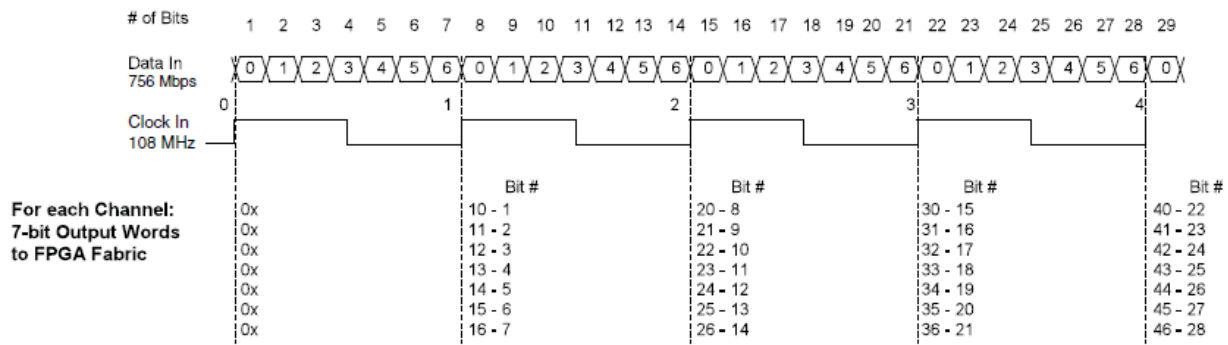 # of Bits 1 2 3 4 5 6 7 8 9 10 11 12 13 14 15 16 17 18 19 20 21 22 23 24 25 26 27 28 29
Data In 0 1 2 3 4 5 6 0 1 2 3 4 5 6 0 1 2 3 4 5 6 0 1 2 3 4 5 6 0
756 Mbps
0 1 2 3 4
Clock In
108 MHz
Bit # Bit # Bit # Bit #
For each Channel: 0x 10 - 1 20 - 8 30 - 15 40 - 22
7-bit Output Words 0x 11 - 2 21 - 9 31 - 16 41 - 23
to FPGA Fabric 0x 12 - 3 22 - 10 32 - 17 42 - 24
0x 13 - 4 23 - 11 33 - 18 43 - 25
0x 14 - 5 24 - 12 34 - 19 44 - 26
0x 15 - 6 25 - 13 35 - 20 45 - 27
0x 16 - 7 26 - 14 36 - 21 46 - 28